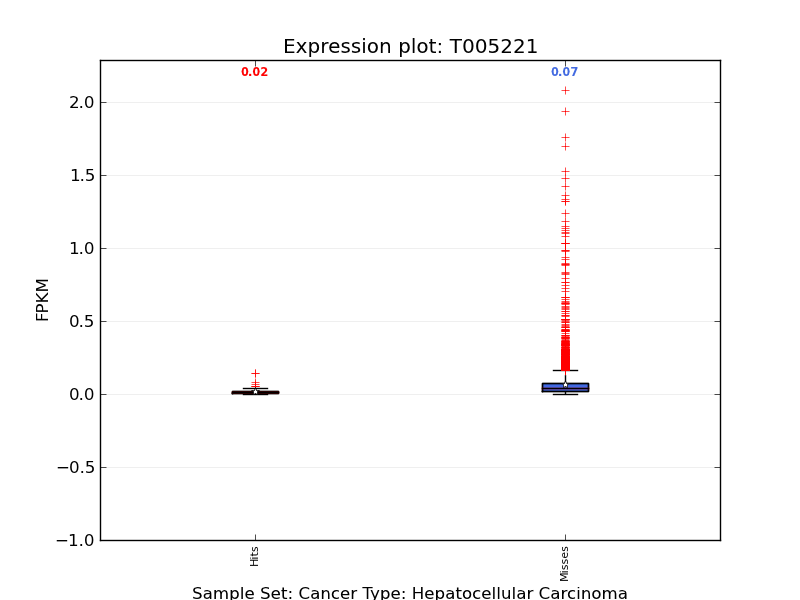 Expression plot: T005221
0.02
0.07
2.0
1.5
1.0
0.5
0.0
−0.5
−1.0
FPKM
Hits
Misses
Sample Set: Cancer Type: Hepatocellular Carcinoma